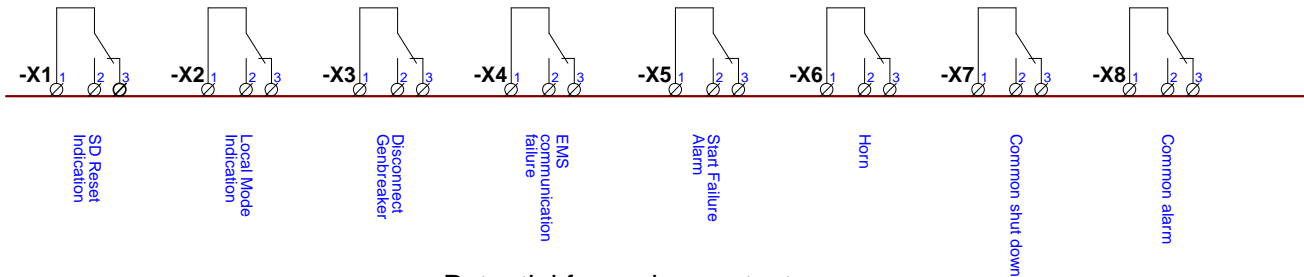 -X1 1 2 3
-X2 1 2 3
-X3 1 2 3
-X4 1 2 3
-X5 1 2 3
-X6 1 2 3
-X7 1 2 3
-X8 1 2 3
SD Reset
Indication
Local Mode
Indication
Disconnect
Genbreaker
EMS
communication
failure
Start Failure
Alarm
Horn
Common shut down
Common alarm